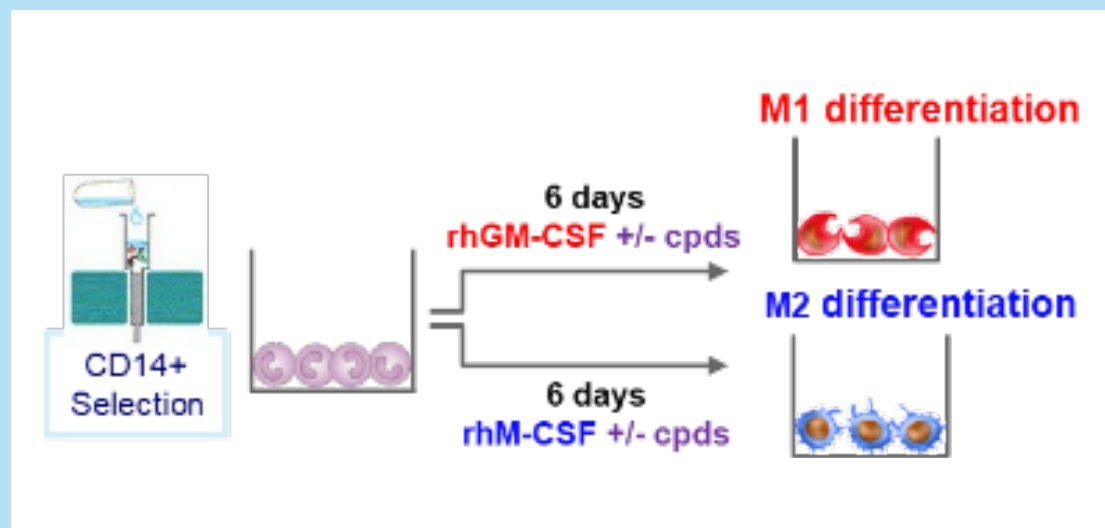 CD14+
Selection
6 days
rhGM-CSF +/- cpds
6 days
rhM-CSF +/- cpds
M1 differentiation
M2 differentiation